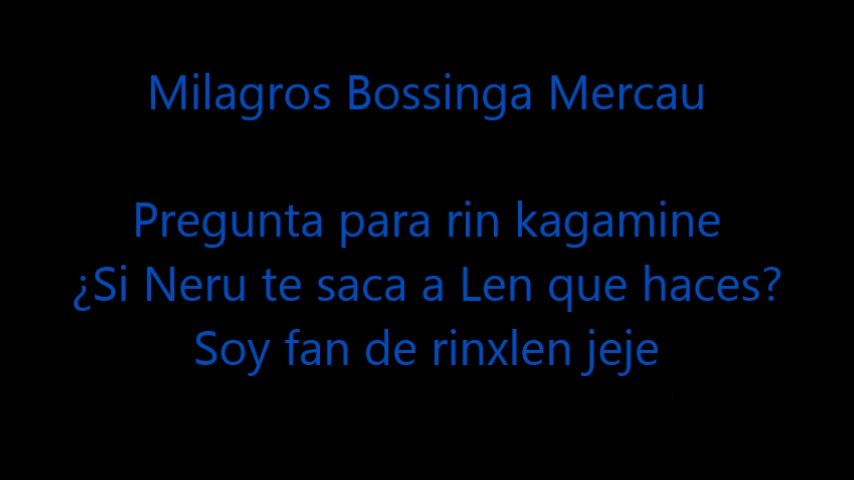 Milagros Bossinga Mercau
Pregunta para rin kagamine
¿Si Neru te saca a Len que haces?
Soy fan de rinxlen jeje